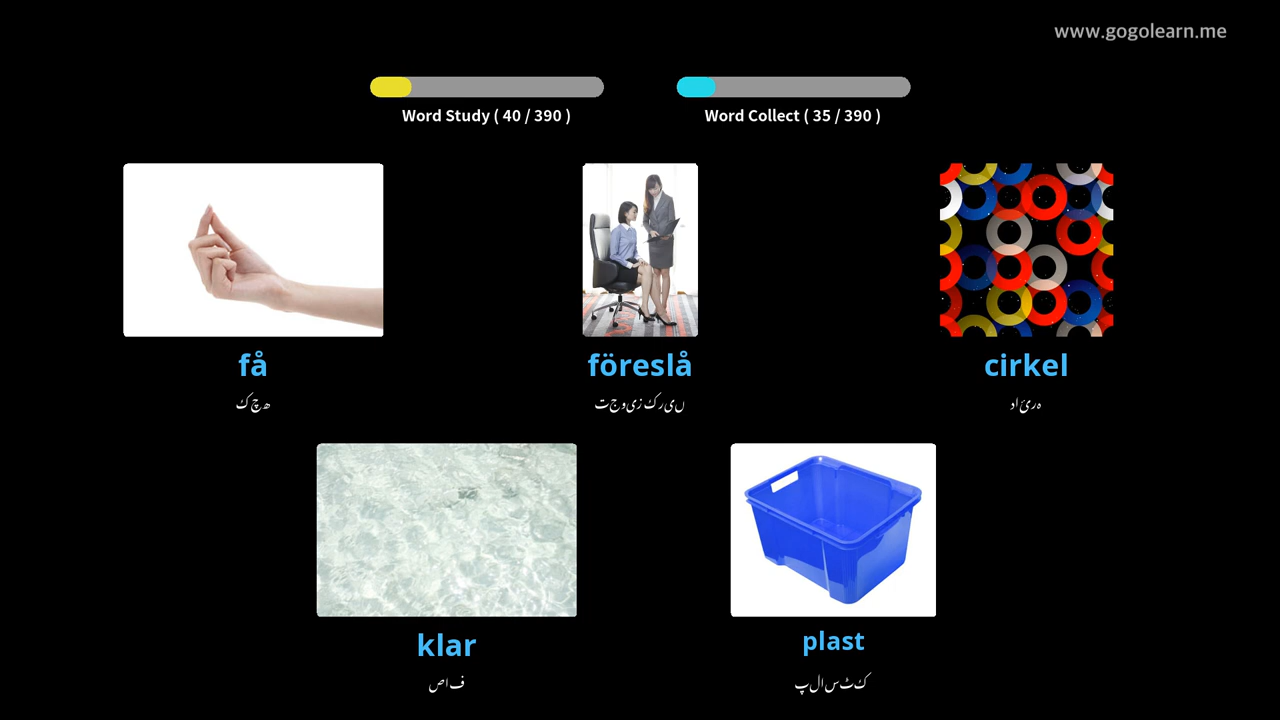 www.gogolearn.me
Word Study ( 40 / 390 )
Word Collect ( 35 / 390 )
få
föreslå
cirkel
کچھ
تجویز کریں
دائرہ
klar
plast
صاف
پلاسٹک